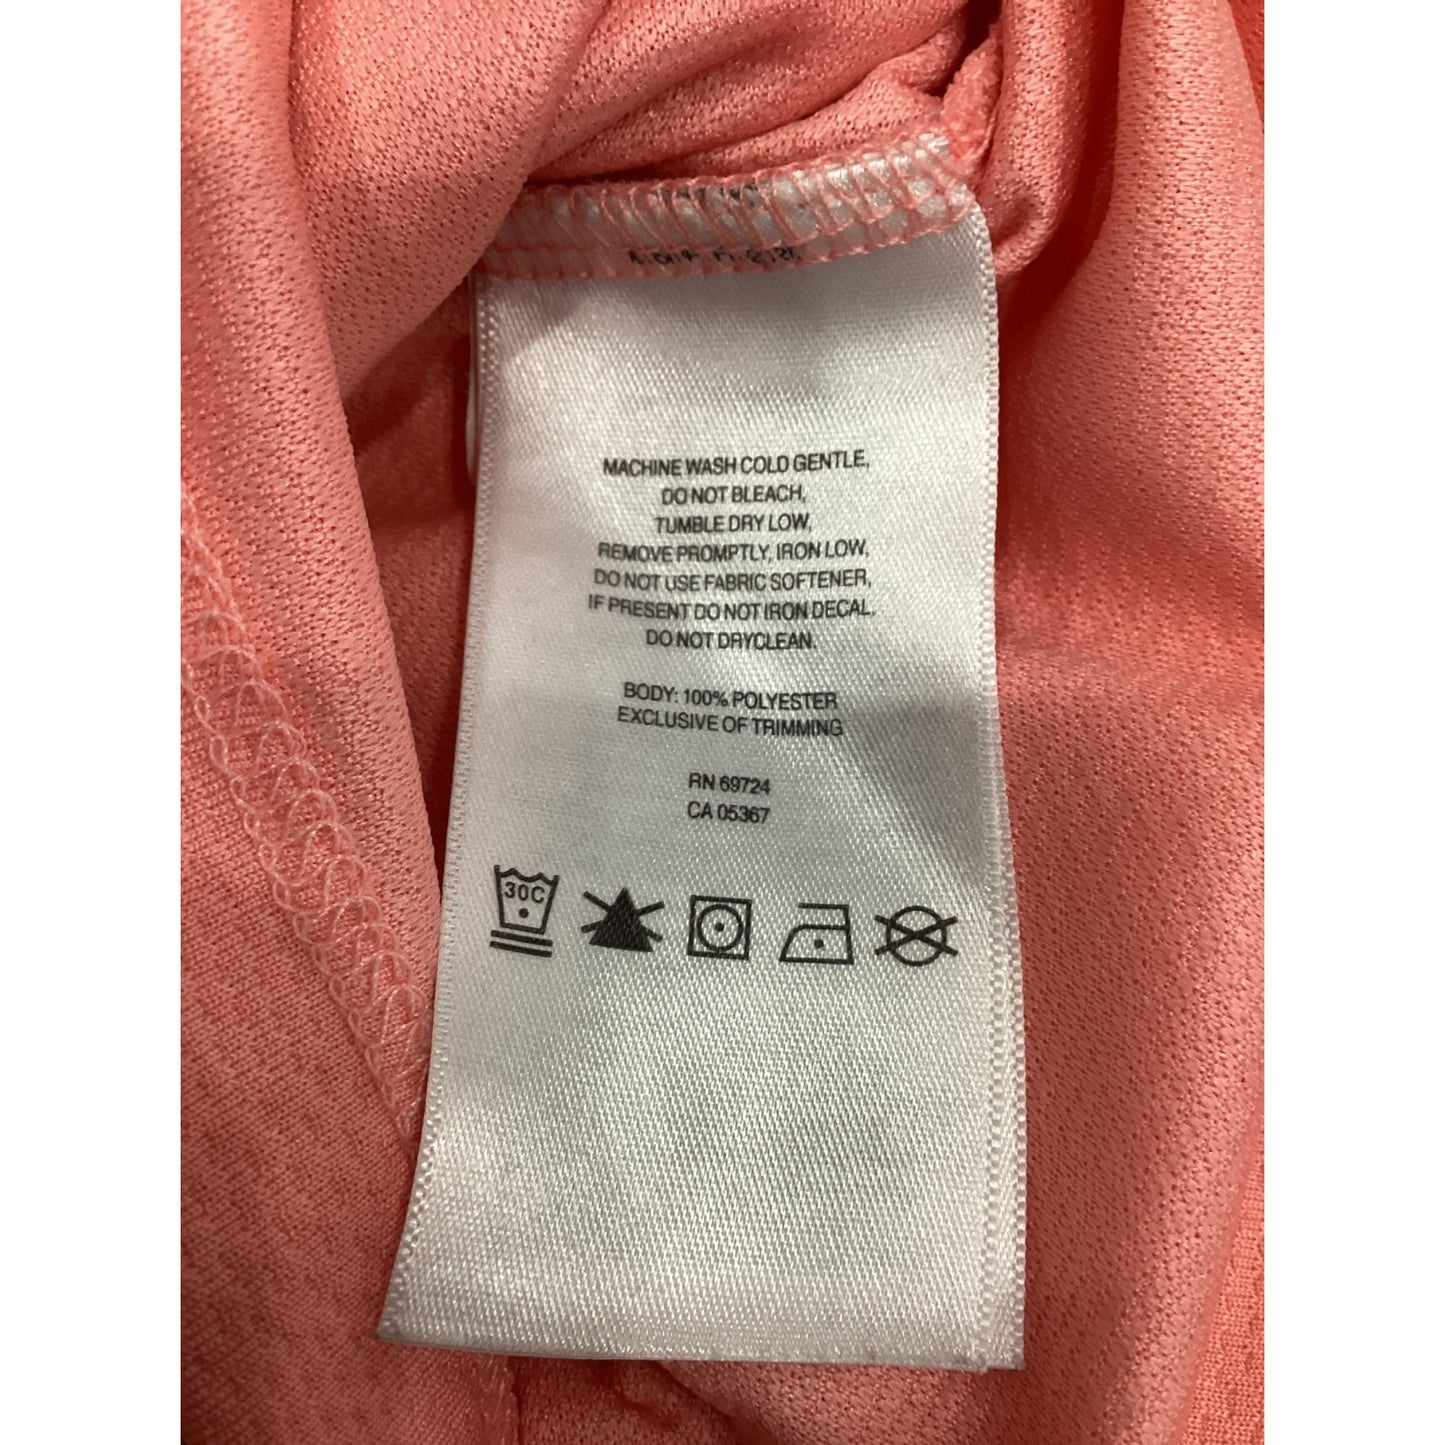 MACHINE WASH COLD GENTLE,
DO NOT BLEACH,
TUMBLE DRY LOW,
REMOVE PROMPTLY, IRON LOW,
DO NOT USE FABRIC SOFTENER,
IF PRESENT DO NOT IRON DECAL,
DO NOT DRYCLEAN.
BODY: 100% POLYESTER
EXCLUSIVE OF TRIMMING
RN 69724
CA 05367
30C